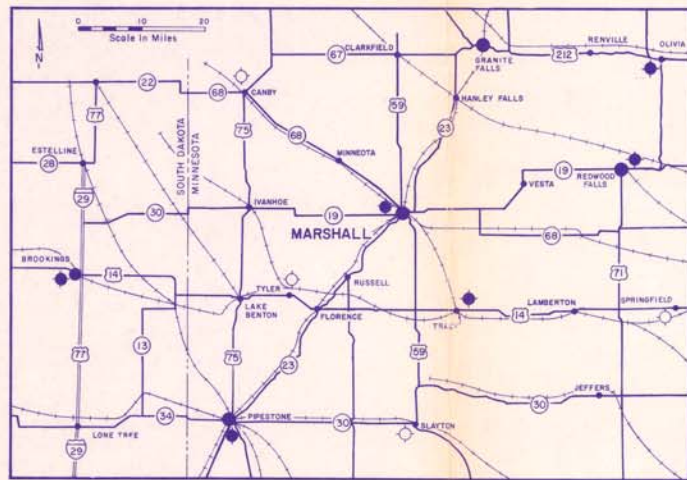 0 10 20
Scale In Miles
N
22
77
68
CANBY
67
CLARKFIELD
GRANITE
FALLS
RENVILLE
212
OLIVIA
59
HANLEY FALLS
75
68
23
MINNEOTA
ESTELLINE
28
29
SOUTH DAKOTA
MINNESOTA
30
IVANHOE
19
MARSHALL
VESTA
19
REDWOOD
FALLS
68
71
BROOKINGS
14
TYLER
LAKE
BENTON
RUSSELL
FLORENCE
TRACY
14
LAMBERTON
SPRINGFIELD
77
13
75
23
59
JEFFERS
30
34
PIPESTONE
30
SLAYTON
LONE TREE
29